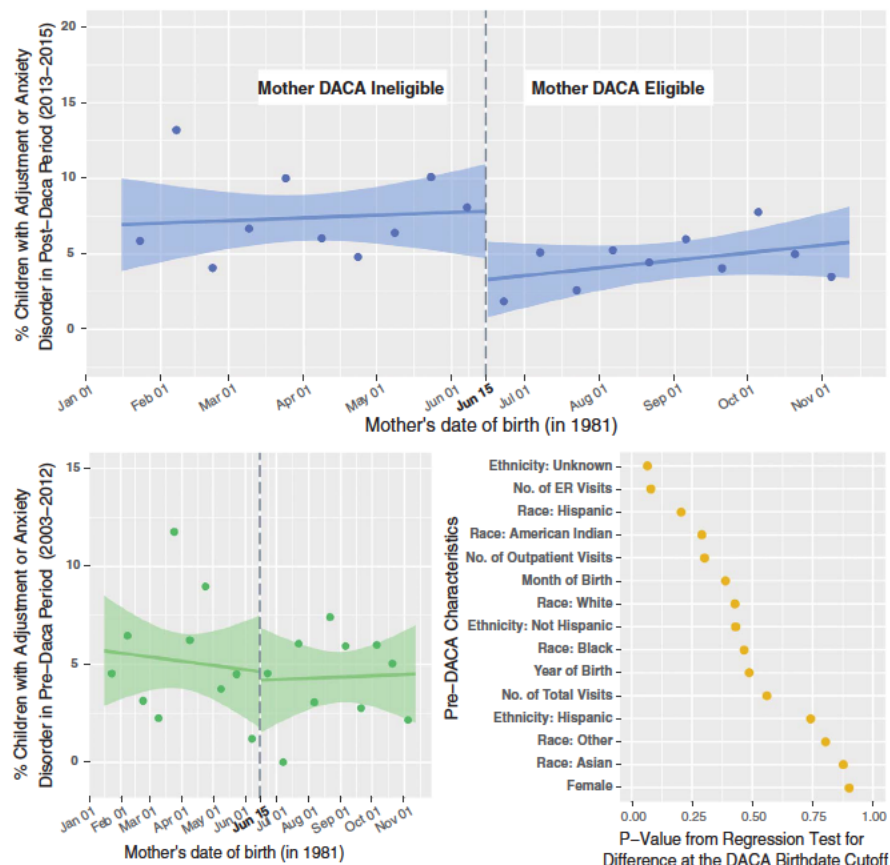 % Children with Adjustment or Anxiety
Disorder in Post–Daca Period (2013–2015)
20
15
10
5
0
Mother DACA Ineligible
Mother DACA Eligible
Jan 01
Feb 01
Mar 01
Apr 01
May 01
Jun 01
Jun 15
Jul 01
Aug 01
Sep 01
Oct 01
Nov 01
Mother's date of birth (in 1981)
% Children with Adjustment or Anxiety
Disorder in Pre–Daca Period (2003–2012)
15
10
5
0
Jan 01
Feb 01
Mar 01
Apr 01
May 01
Jun 01
Jun 15
Jul 01
Aug 01
Sep 01
Oct 01
Nov 01
Mother's date of birth (in 1981)
Pre–DACA Characteristics
Ethnicity: Unknown
No. of ER Visits
Race: Hispanic
Race: American Indian
No. of Outpatient Visits
Month of Birth
Race: White
Ethnicity: Not Hispanic
Race: Black
Year of Birth
No. of Total Visits
Ethnicity: Hispanic
Race: Other
Race: Asian
Female
0.00
0.25
0.50
0.75
1.00
P–Value from Regression Test for
Difference at the DACA Birthdate Cutoff